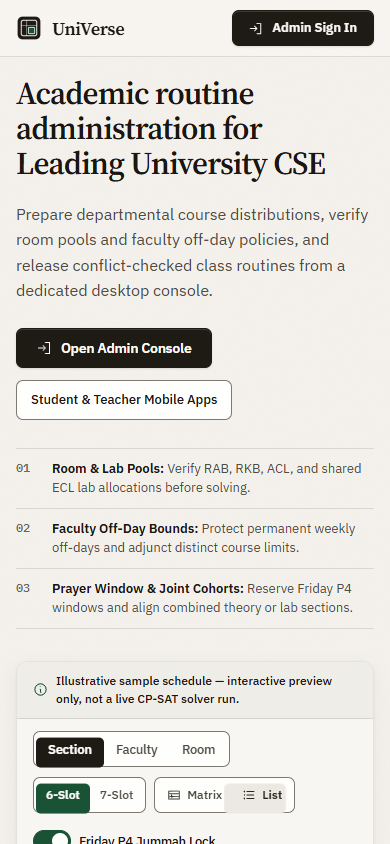 UniVerse
Admin Sign In
Academic routine
administration for
Leading University CSE
Prepare departmental course distributions, verify
room pools and faculty off-day policies, and
release conflict-checked class routines from a
dedicated desktop console.
Open Admin Console
Student & Teacher Mobile Apps
01 Room & Lab Pools: Verify RAB, RKB, ACL, and shared
ECL lab allocations before solving.
02 Faculty Off-Day Bounds: Protect permanent weekly
off-days and adjunct distinct course limits.
03 Prayer Window & Joint Cohorts: Reserve Friday P4
windows and align combined theory or lab sections.
Illustrative sample schedule — interactive preview
only, not a live CP-SAT solver run.
Section Faculty Room
6-Slot 7-Slot Matrix List
Friday P4 Jummah Lock